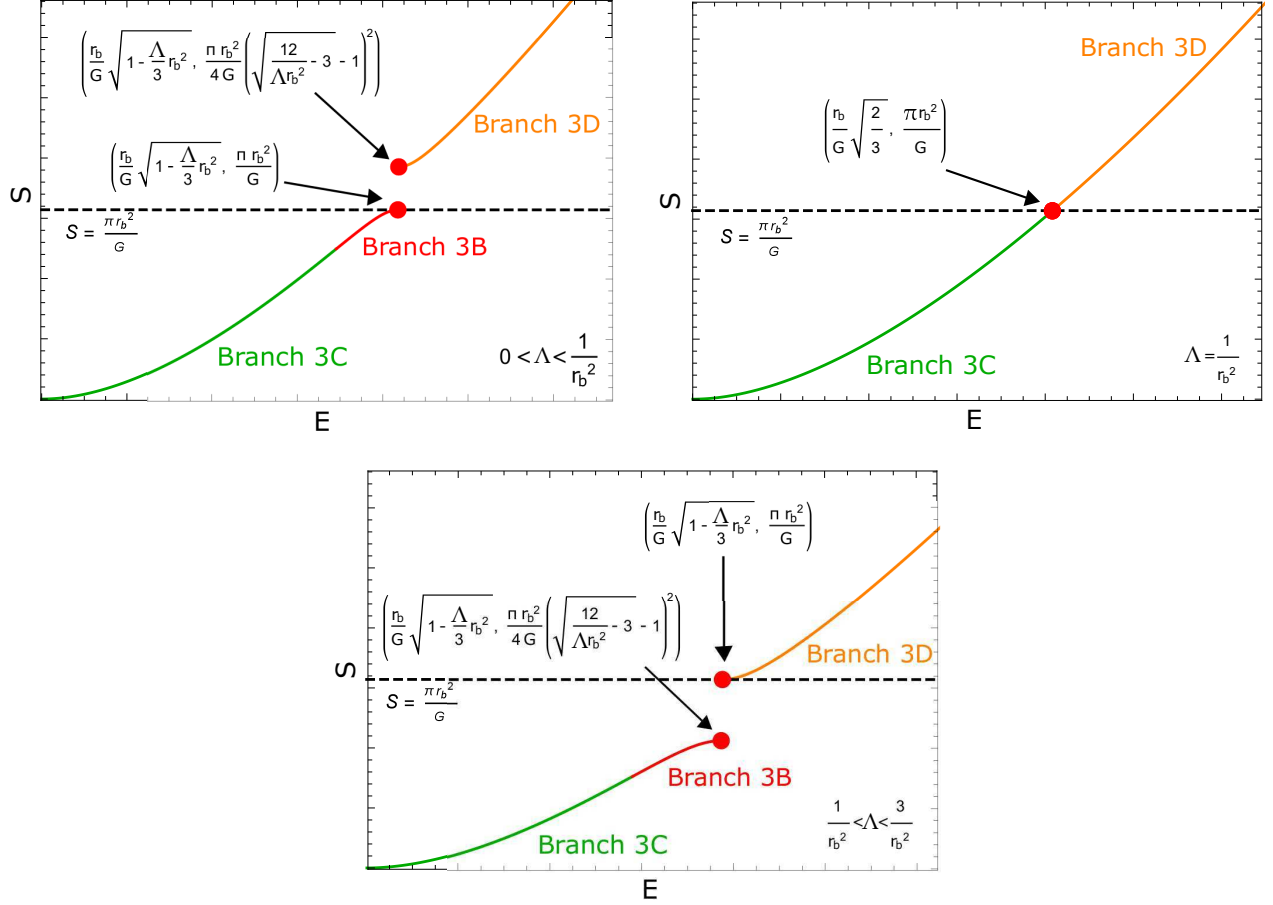 (r_b/G √(1 - Λ/3 r_b²), π r_b²/4 G (√(12/Λr_b² - 3) - 1)²)
Branch 3D
(r_b/G √(1 - Λ/3 r_b²), π r_b²/G)
S
S = π r_b²/G
Branch 3B
Branch 3C
0 < Λ < 1/r_b²
E
Branch 3D
(r_b/G √(2/3), π r_b²/G)
S
S = π r_b²/G
Branch 3C
Λ = 1/r_b²
E
(r_b/G √(1 - Λ/3 r_b²), π r_b²/G)
(r_b/G √(1 - Λ/3 r_b²), π r_b²/4 G (√(12/Λr_b² - 3) - 1)²)
Branch 3D
S
S = π r_b²/G
Branch 3B
1/r_b² < Λ < 3/r_b²
Branch 3C
E